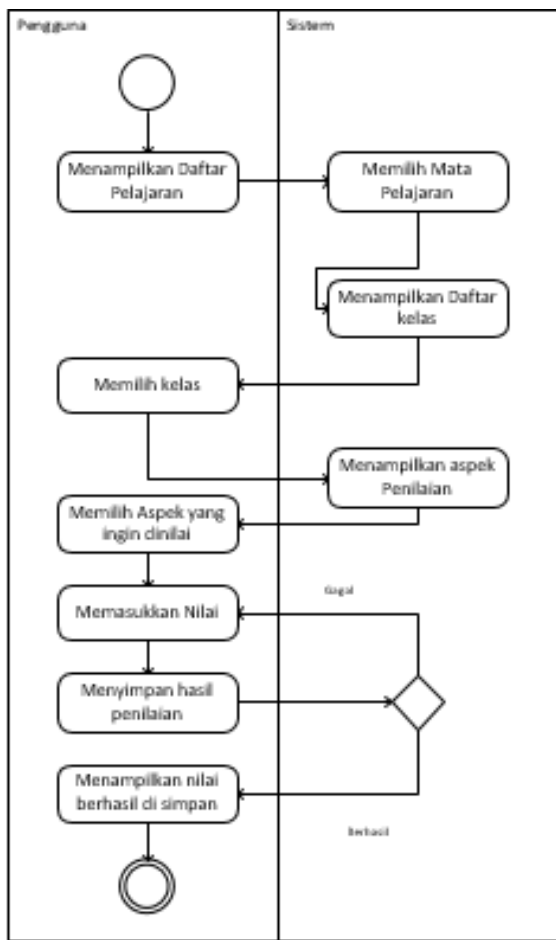 Pengguna
Sistem
Menampilkan Daftar
Pelajaran
Memilih Mata
Pelajaran
Menampilkan Daftar
kelas
Memilih kelas
Menampilkan aspek
Penilaian
Memilih Aspek yang
ingin dinilai
Gagal
Memasukkan Nilai
Menyimpan hasil
penilaian
Menampilkan nilai
berhasil di simpan
Berhasil